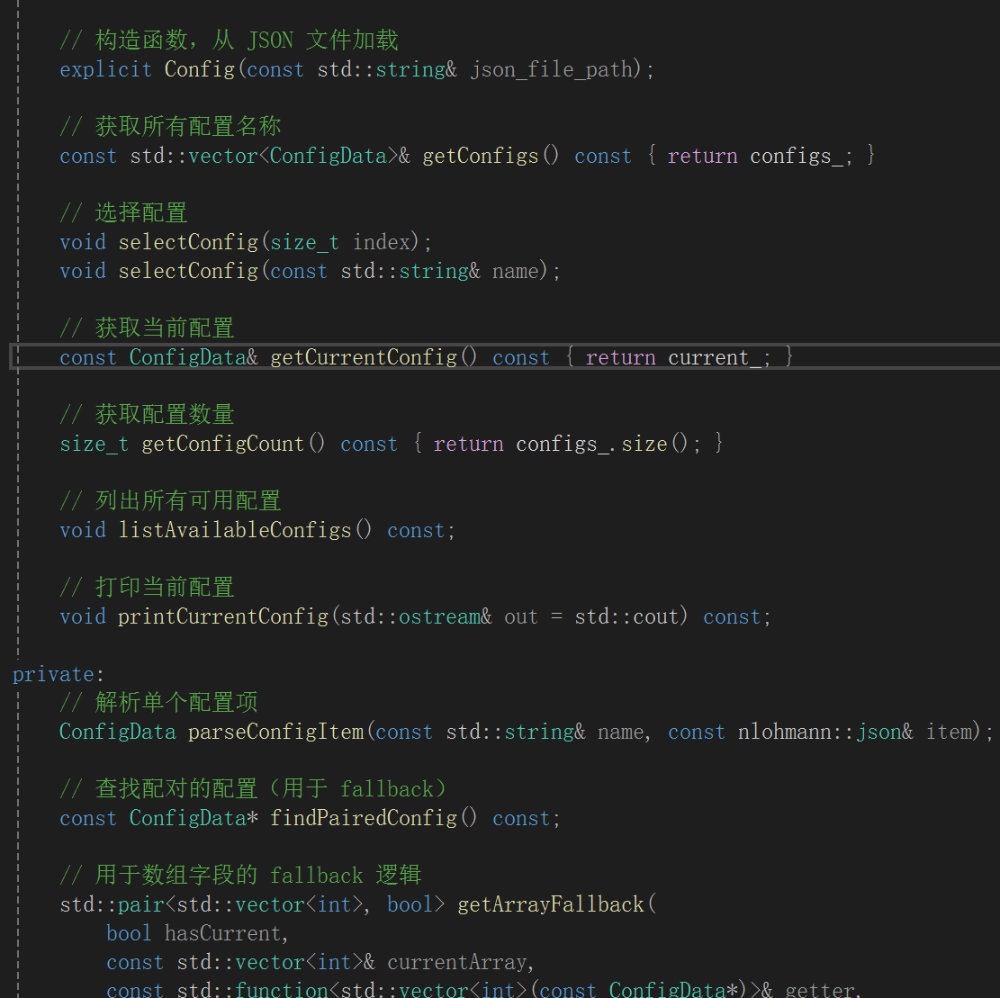 // 构造函数，从 JSON 文件加载
explicit Config(const std::string& json_file_path);
// 获取所有配置名称
const std::vector<ConfigData>& getConfigs() const { return configs_; }
// 选择配置
void selectConfig(size_t index);
void selectConfig(const std::string& name);
// 获取当前配置
const ConfigData& getCurrentConfig() const { return current_; }
// 获取配置数量
size_t getConfigCount() const { return configs_.size(); }
// 列出所有可用配置
void listAvailableConfigs() const;
// 打印当前配置
void printCurrentConfig(std::ostream& out = std::cout) const;
private:
// 解析单个配置项
ConfigData parseConfigItem(const std::string& name, const nlohmann::json& item);
// 查找配对的配置（用于 fallback）
const ConfigData* findPairedConfig() const;
// 用于数组字段的 fallback 逻辑
std::pair<std::vector<int>, bool> getArrayFallback(
bool hasCurrent,
const std::vector<int>& currentArray,
const std::function<std::vector<int>(const ConfigData*)>& getter,